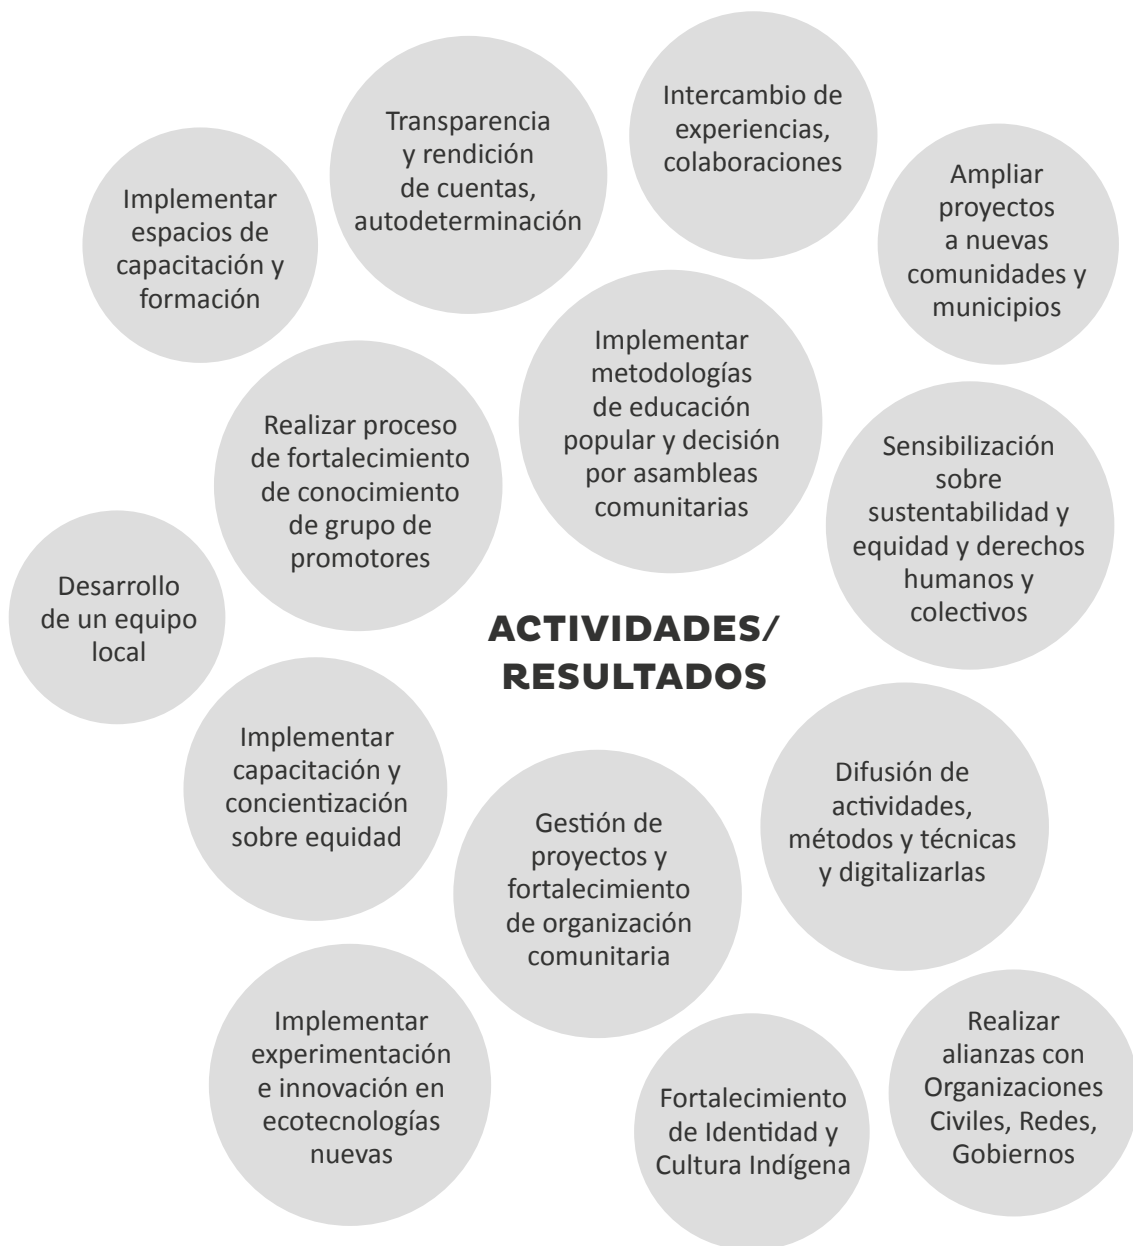 Intercambio de
experiencias,
colaboraciones
Transparencia
y rendición
de cuentas,
autodeterminación
Ampliar
proyectos
a nuevas
comunidades y
municipios
Implementar
espacios de
capacitación y
formación
Implementar
metodologías
de educación
popular y decisión
por asambleas
comunitarias
Realizar proceso
de fortalecimiento
de conocimiento
de grupo de
promotores
Sensibilización
sobre
sustentabilidad y
equidad y derechos
humanos y
colectivos
Desarrollo
de un equipo
local
ACTIVIDADES/
RESULTADOS
Implementar
capacitación y
concientización
sobre equidad
Gestión de
proyectos y
fortalecimiento
de organización
comunitaria
Difusión de
actividades,
métodos y técnicas
y digitalizarlas
Implementar
experimentación
e innovación en
ecotecnologías
nuevas
Fortalecimiento
de Identidad y
Cultura Indígena
Realizar
alianzas con
Organizaciones
Civiles, Redes,
Gobiernos